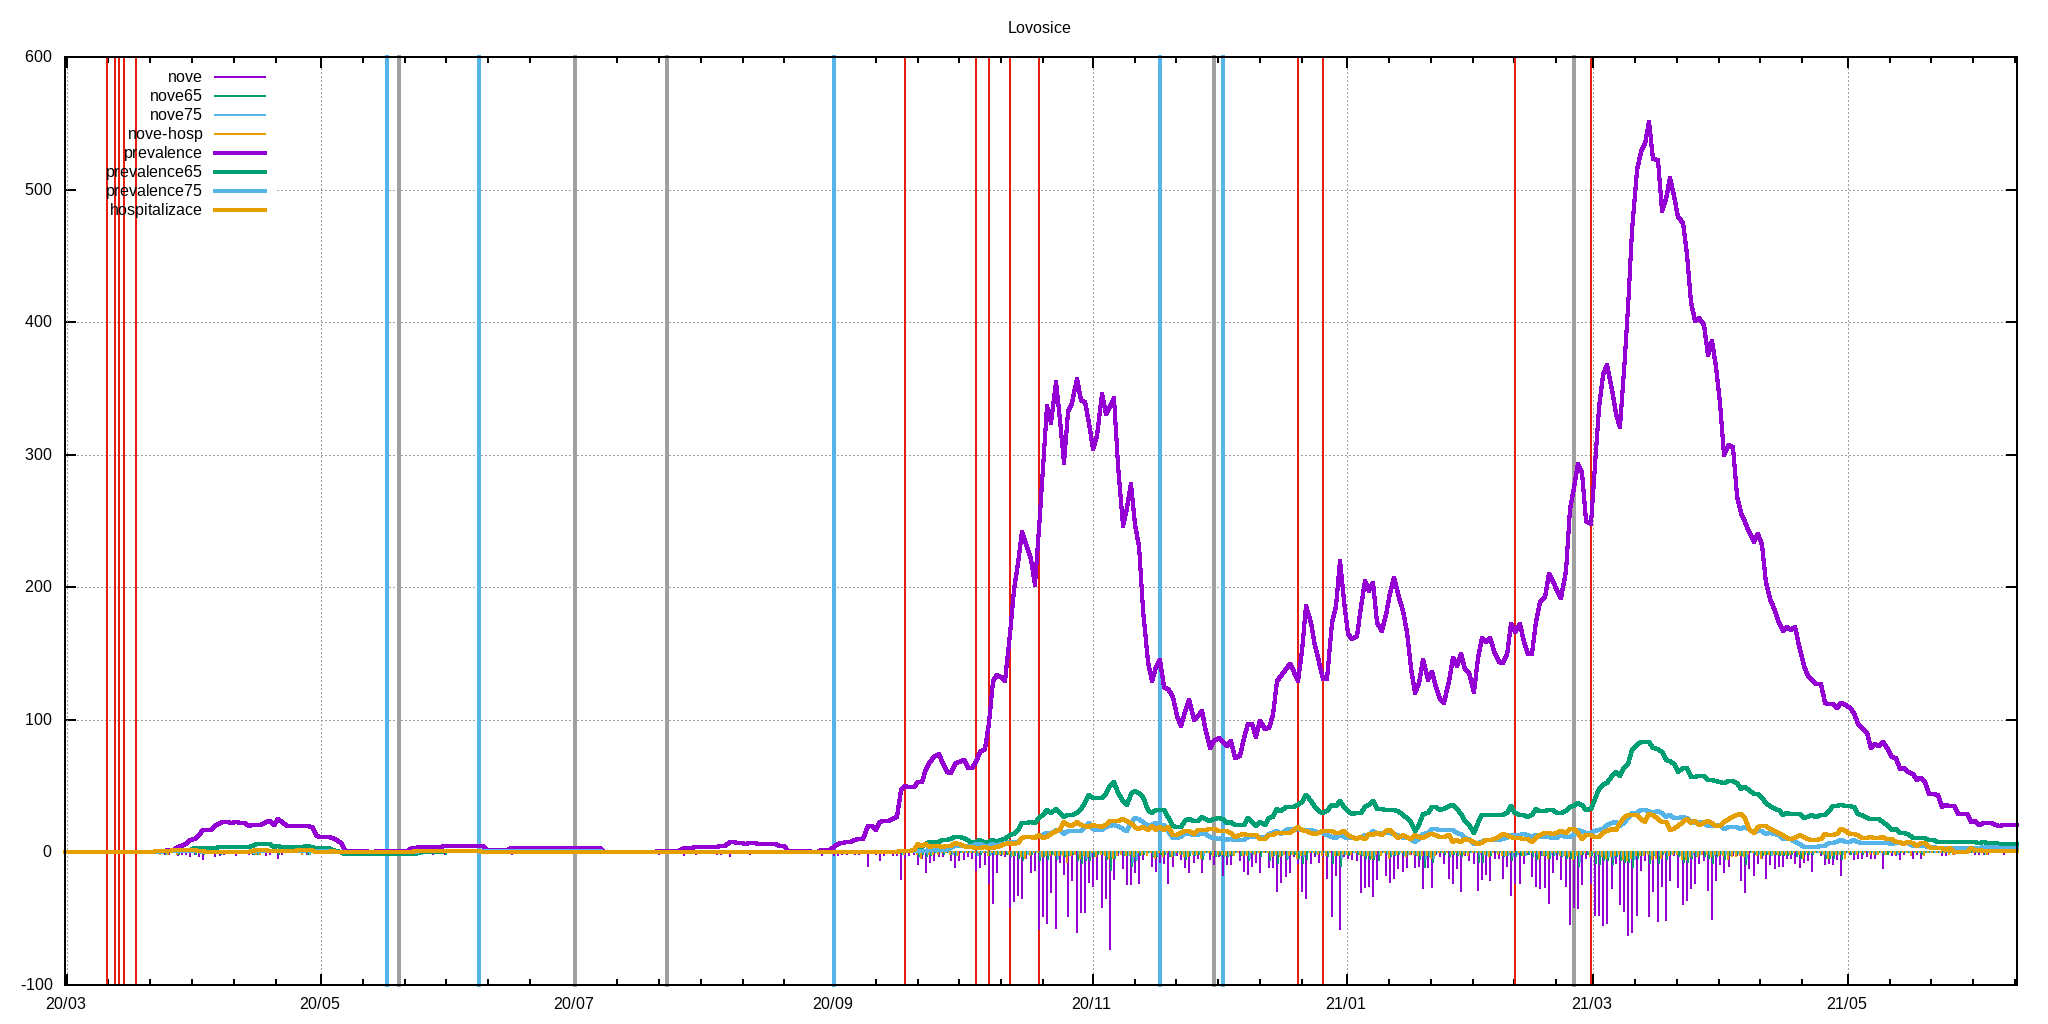 Lovosice
600
500
400
300
200
100
0
-100
nove
nove65
nove75
nove-hosp
prevalence
prevalence65
prevalence75
hospitalizace
20/03 20/05 20/07 20/09 20/11 21/01 21/03 21/05